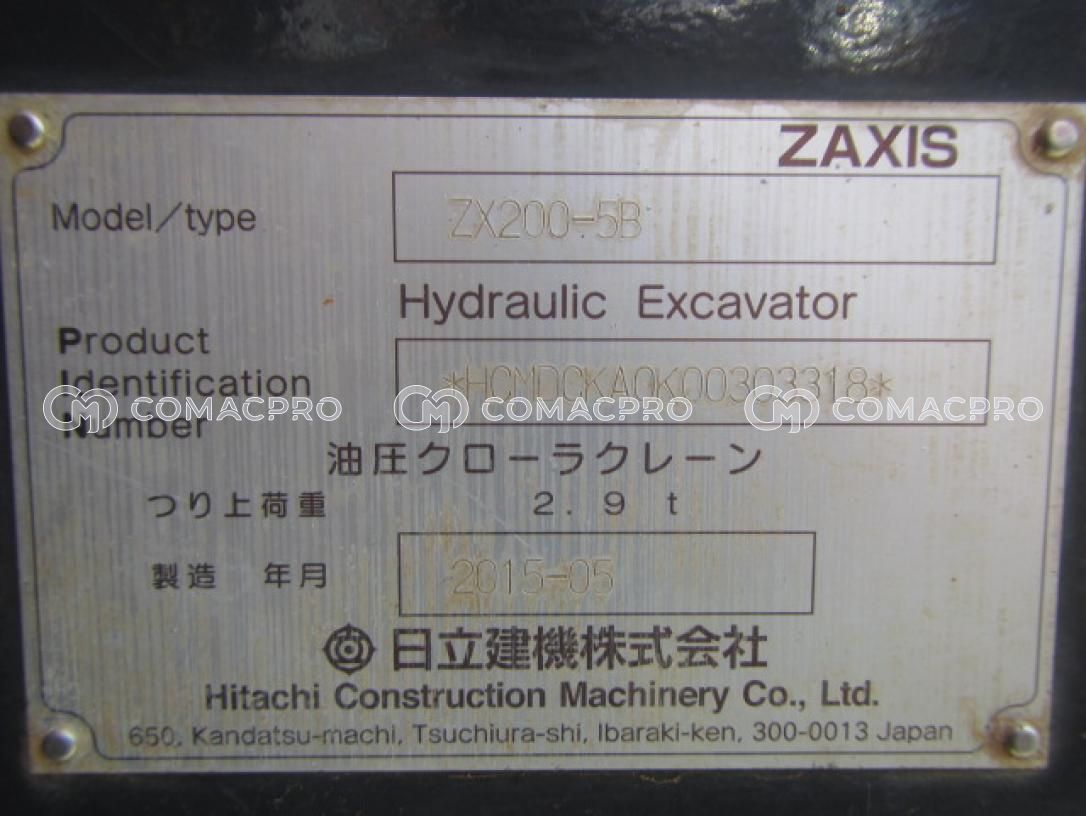 ZAXIS
Model/type ZX200-5B
Hydraulic Excavator
Product
Identification *HCMDCKA0K00303318*
Number
COMACPRO COMACPRO COMACPRO
油圧クローラクレーン
つり上荷重 2.9 t
製造 年月 2015-05
日立建機株式会社
Hitachi Construction Machinery Co., Ltd.
650, Kandatsu-machi, Tsuchiura-shi, Ibaraki-ken, 300-0013 Japan